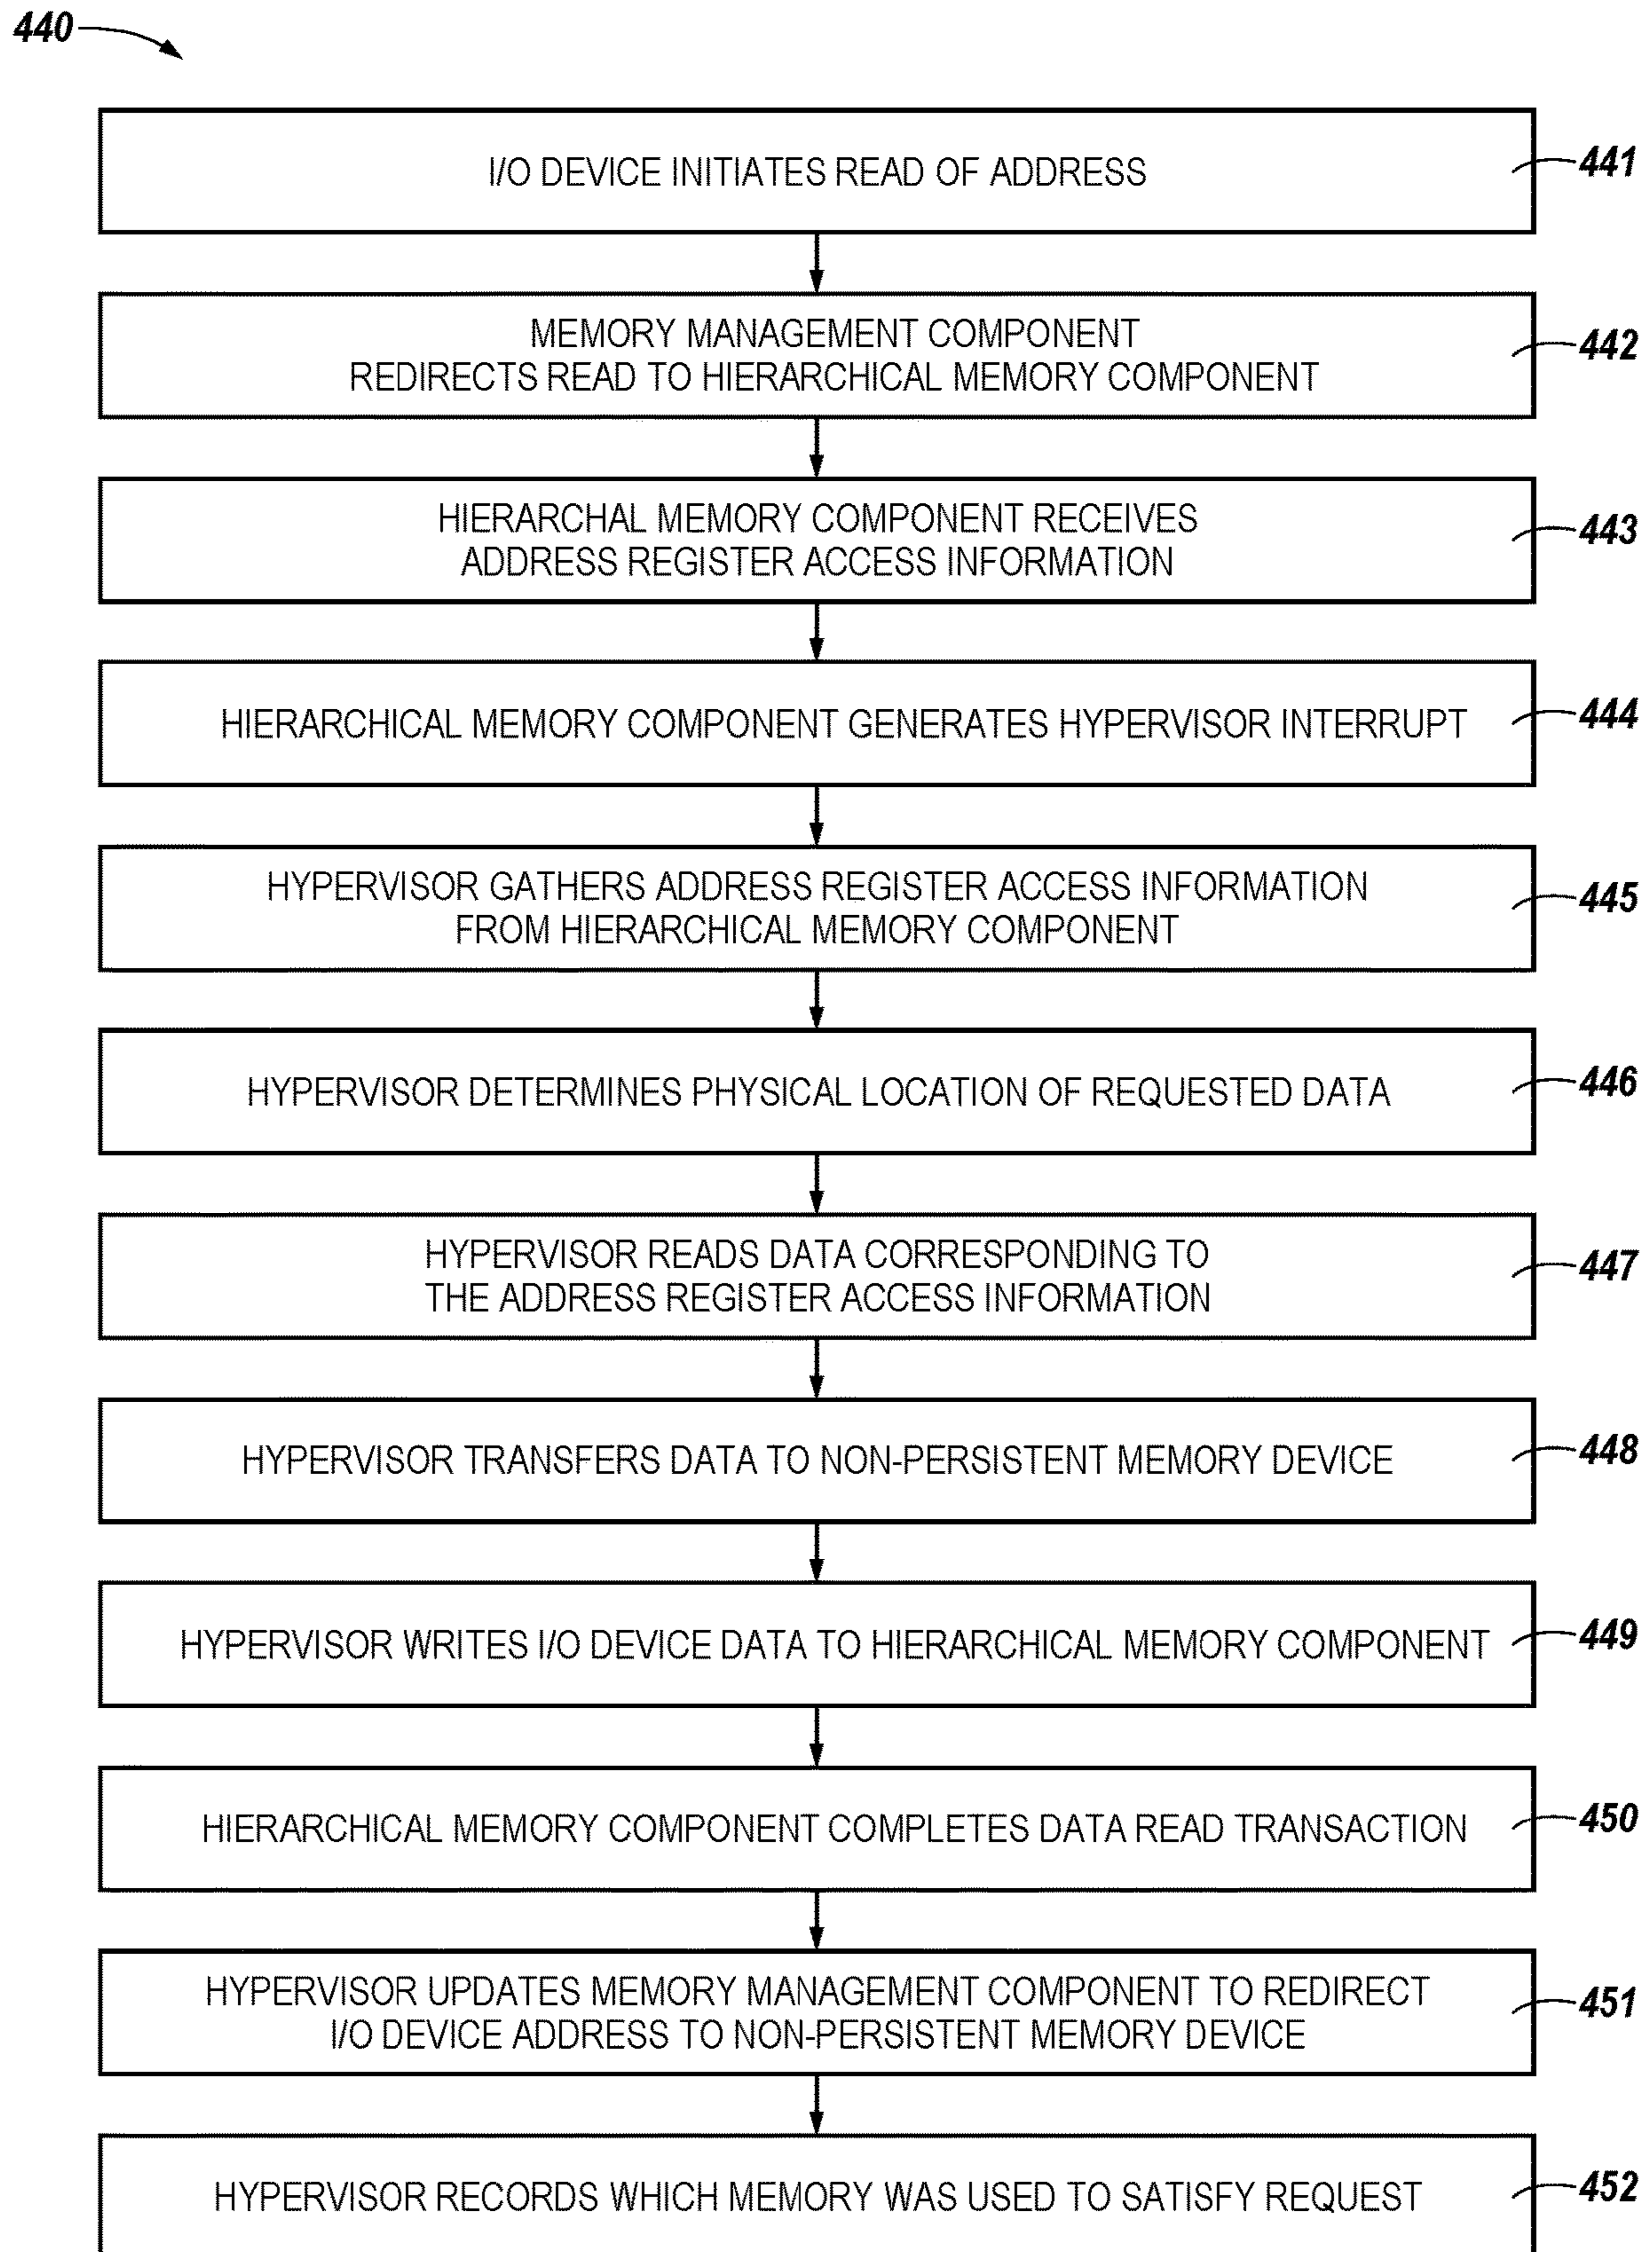 440
I/O DEVICE INITIATES READ OF ADDRESS
441
MEMORY MANAGEMENT COMPONENT
REDIRECTS READ TO HIERARCHICAL MEMORY COMPONENT
442
HIERARCHAL MEMORY COMPONENT RECEIVES
ADDRESS REGISTER ACCESS INFORMATION
443
HIERARCHICAL MEMORY COMPONENT GENERATES HYPERVISOR INTERRUPT
444
HYPERVISOR GATHERS ADDRESS REGISTER ACCESS INFORMATION
FROM HIERARCHICAL MEMORY COMPONENT
445
HYPERVISOR DETERMINES PHYSICAL LOCATION OF REQUESTED DATA
446
HYPERVISOR READS DATA CORRESPONDING TO
THE ADDRESS REGISTER ACCESS INFORMATION
447
HYPERVISOR TRANSFERS DATA TO NON-PERSISTENT MEMORY DEVICE
448
HYPERVISOR WRITES I/O DEVICE DATA TO HIERARCHICAL MEMORY COMPONENT
449
HIERARCHICAL MEMORY COMPONENT COMPLETES DATA READ TRANSACTION
450
HYPERVISOR UPDATES MEMORY MANAGEMENT COMPONENT TO REDIRECT
I/O DEVICE ADDRESS TO NON-PERSISTENT MEMORY DEVICE
451
HYPERVISOR RECORDS WHICH MEMORY WAS USED TO SATISFY REQUEST
452